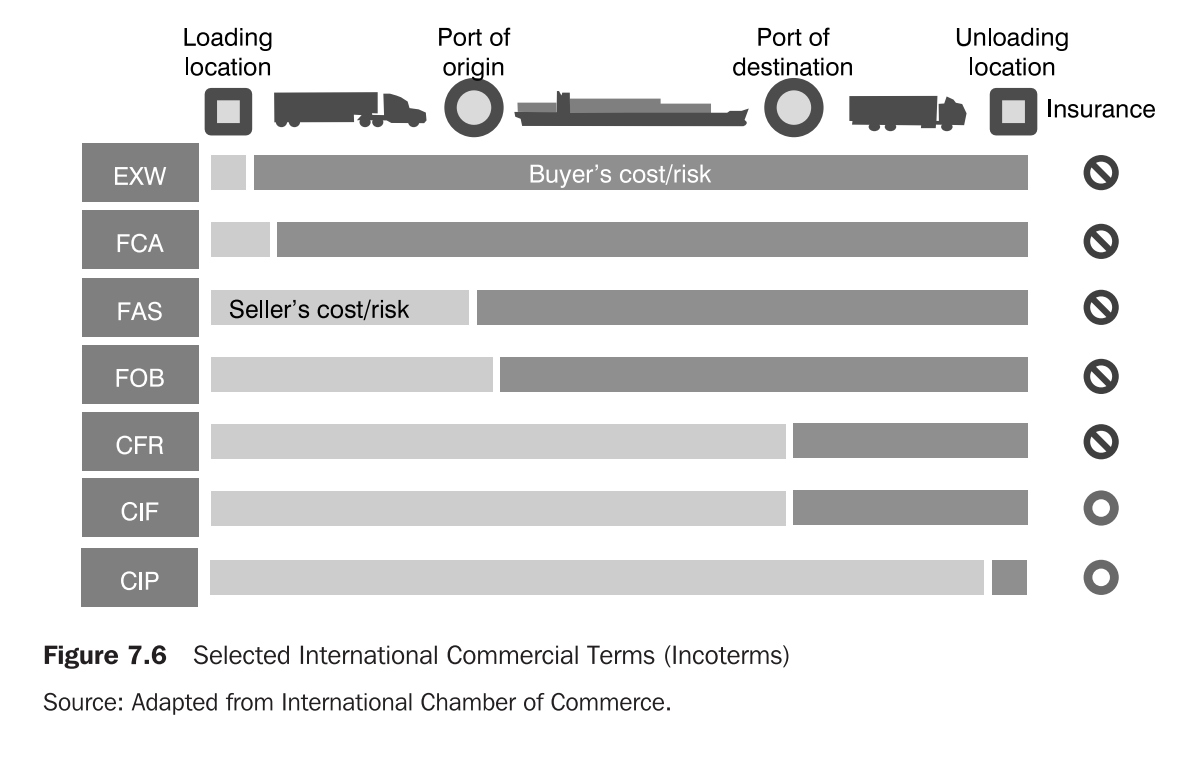 Loading
location
Port of
origin
Port of
destination
Unloading
location
Insurance
EXW
Buyer’s cost/risk
FCA
FAS
Seller’s cost/risk
FOB
CFR
CIF
CIP
Figure 7.6 Selected International Commercial Terms (Incoterms)
Source: Adapted from International Chamber of Commerce.